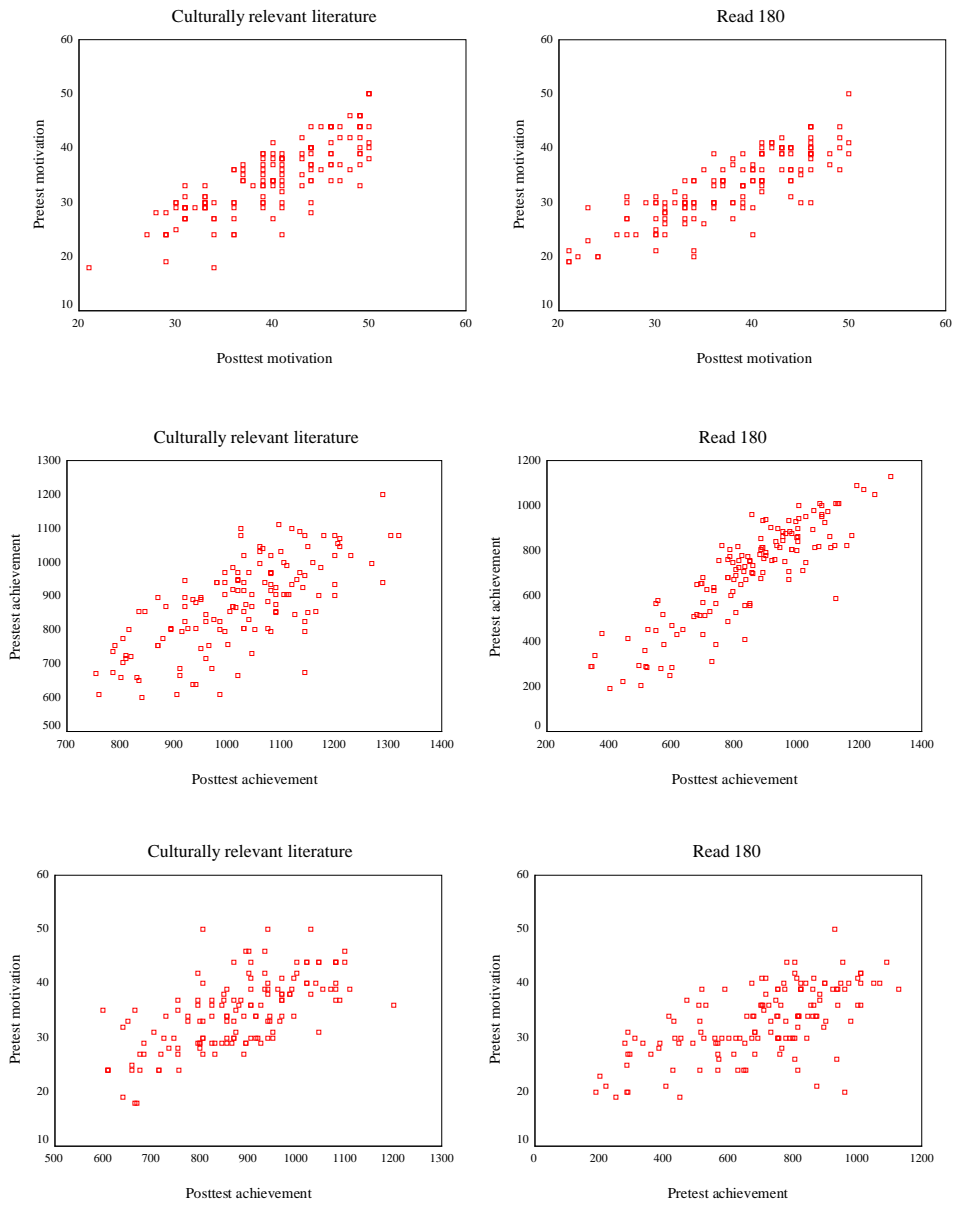 Culturally relevant literature
Read 180
60
50
40
30
20
10
Pretest motivation
20 30 40 50 60
Posttest motivation
60
50
40
30
20
10
Pretest motivation
20 30 40 50 60
Posttest motivation
Culturally relevant literature
Read 180
1300
1200
1100
1000
900
800
700
600
500
Prestest achievement
700 800 900 1000 1100 1200 1300 1400
Posttest achievement
1200
1000
800
600
400
200
0
Pretest achievement
200 400 600 800 1000 1200 1400
Posttest achievement
Culturally relevant literature
Read 180
60
50
40
30
20
10
Pretest motivation
500 600 700 800 900 1000 1100 1200 1300
Posttest achievement
60
50
40
30
20
10
Pretest motivation
0 200 400 600 800 1000 1200
Pretest achievement